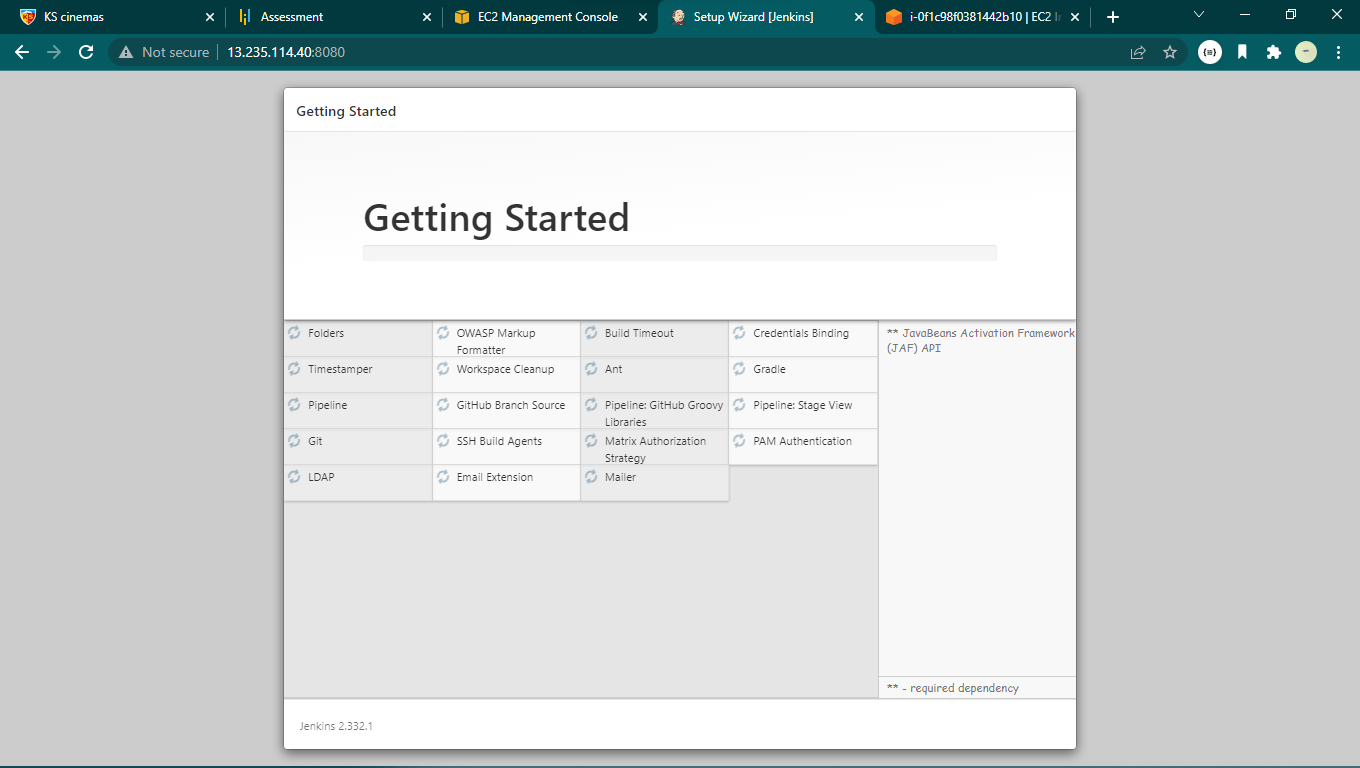 KS cinemas
Assessment
EC2 Management Console
Setup Wizard [Jenkins]
i-0f1c98f0381442b10 | EC2 In
Not secure
13.235.114.40:8080
Getting Started
Getting Started
Folders
OWASP Markup
Formatter
Build Timeout
Credentials Binding
** JavaBeans Activation Framework
(JAF) API
Timestamper
Workspace Cleanup
Ant
Gradle
Pipeline
GitHub Branch Source
Pipeline: GitHub Groovy
Libraries
Pipeline: Stage View
Git
SSH Build Agents
Matrix Authorization
Strategy
PAM Authentication
LDAP
Email Extension
Mailer
** - required dependency
Jenkins 2.332.1